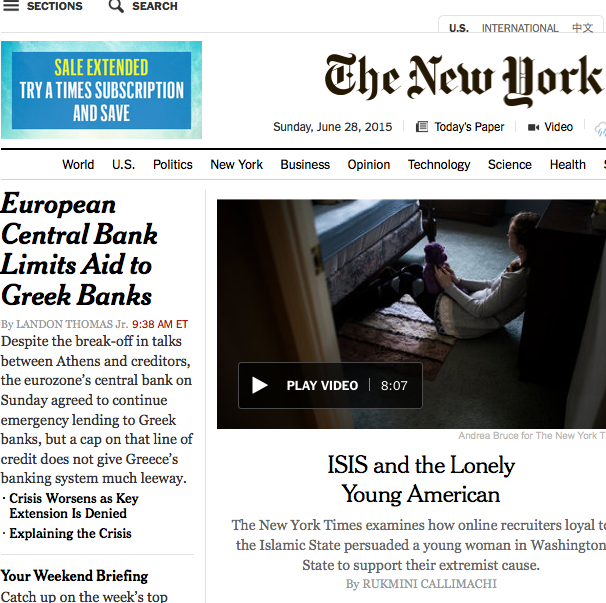 SECTIONS SEARCH
U.S. INTERNATIONAL 中文
SALE EXTENDED
TRY A TIMES SUBSCRIPTION
AND SAVE
The New York
Sunday, June 28, 2015 Today's Paper Video
World U.S. Politics New York Business Opinion Technology Science Health
European
Central Bank
Limits Aid to
Greek Banks
By LANDON THOMAS Jr. 9:38 AM ET
Despite the break-off in talks
between Athens and creditors,
the eurozone's central bank on
Sunday agreed to continue
emergency lending to Greek
banks, but a cap on that line of
credit does not give Greece's
banking system much leeway.
· Crisis Worsens as Key
Extension Is Denied
· Explaining the Crisis
Your Weekend Briefing
Catch up on the week's top
PLAY VIDEO 8:07
Andrea Bruce for The New York T
ISIS and the Lonely
Young American
The New York Times examines how online recruiters loyal to
the Islamic State persuaded a young woman in Washington
State to support their extremist cause.
By RUKMINI CALLIMACHI